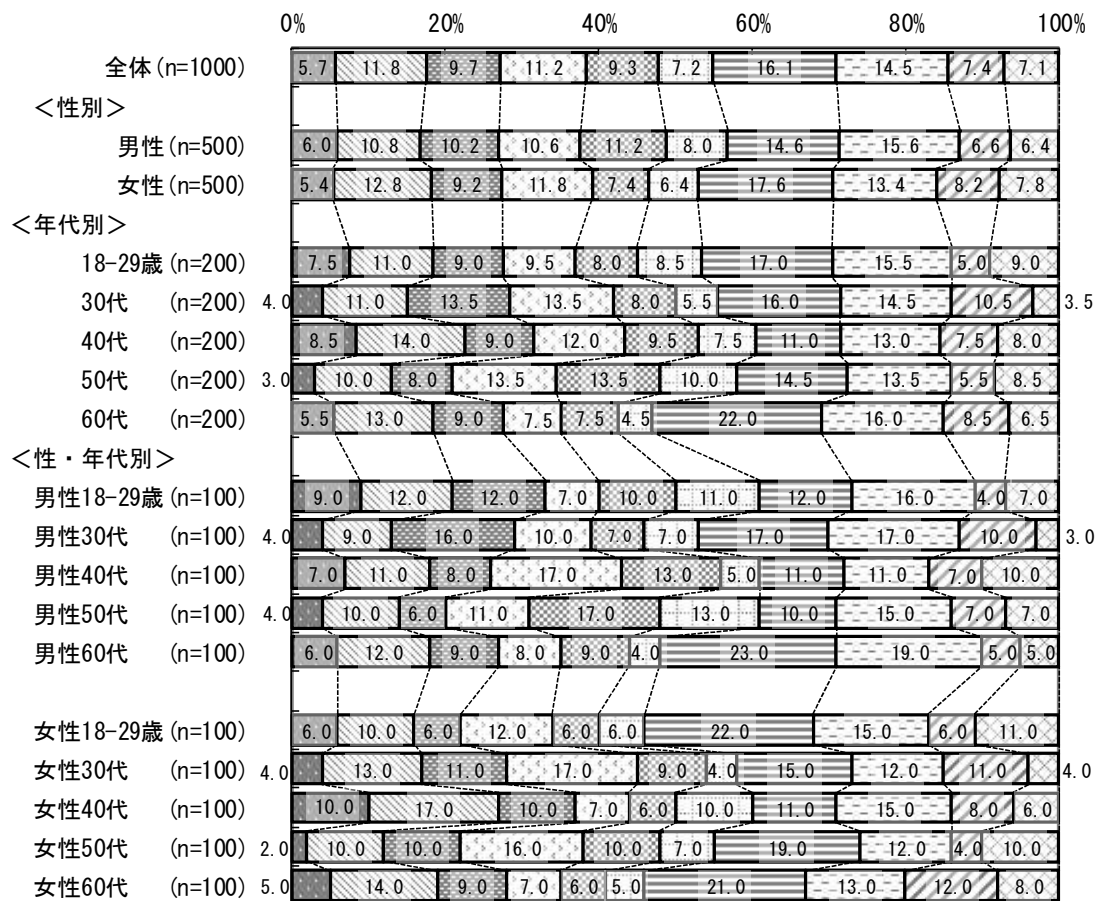 0% 20% 40% 60% 80% 100%
全体(n=1000) 5.7 11.8 9.7 11.2 9.3 7.2 16.1 14.5 7.4 7.1
＜性別＞
男性(n=500) 6.0 10.8 10.2 10.6 11.2 8.0 14.6 15.6 6.6 6.4
女性(n=500) 5.4 12.8 9.2 11.8 7.4 6.4 17.6 13.4 8.2 7.8
＜年代別＞
18-29歳(n=200) 7.5 11.0 9.0 9.5 8.0 8.5 17.0 15.5 5.0 9.0
30代 (n=200) 4.0 11.0 13.5 13.5 8.0 5.5 16.0 14.5 10.5 3.5
40代 (n=200) 8.5 14.0 9.0 12.0 9.5 7.5 11.0 13.0 7.5 8.0
50代 (n=200) 3.0 10.0 8.0 13.5 13.5 10.0 14.5 13.5 5.5 8.5
60代 (n=200) 5.5 13.0 9.0 7.5 7.5 4.5 22.0 16.0 8.5 6.5
＜性・年代別＞
男性18-29歳(n=100) 9.0 12.0 12.0 7.0 10.0 11.0 12.0 16.0 4.0 7.0
男性30代 (n=100) 4.0 9.0 16.0 10.0 7.0 7.0 17.0 17.0 10.0 3.0
男性40代 (n=100) 7.0 11.0 8.0 17.0 13.0 5.0 11.0 11.0 7.0 10.0
男性50代 (n=100) 4.0 10.0 6.0 11.0 17.0 13.0 10.0 15.0 7.0 7.0
男性60代 (n=100) 6.0 12.0 9.0 8.0 9.0 4.0 23.0 19.0 5.0 5.0
女性18-29歳(n=100) 6.0 10.0 6.0 12.0 6.0 6.0 22.0 15.0 6.0 11.0
女性30代 (n=100) 4.0 13.0 11.0 17.0 9.0 4.0 15.0 12.0 11.0 4.0
女性40代 (n=100) 10.0 17.0 10.0 7.0 6.0 10.0 11.0 15.0 8.0 6.0
女性50代 (n=100) 2.0 10.0 10.0 16.0 10.0 7.0 19.0 12.0 4.0 10.0
女性60代 (n=100) 5.0 14.0 9.0 7.0 6.0 5.0 21.0 13.0 12.0 8.0